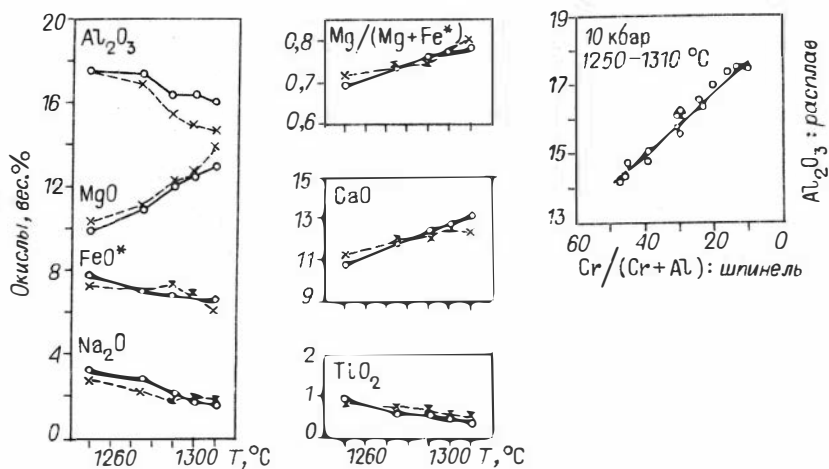 Окислы, вес.%
20
16
12
8
4
0
Al₂O₃
MgO
FeO*
Na₂O
1260 1300 T,°C
0,8
0,7
0,6
Mg/(Mg+Fe*)
15
13
11
9
CaO
2
1
0
TiO₂
1260 1300 T,°C
10 кбар
1250–1310 °C
19
17
15
13
Al₂O₃ : расплав
60 40 20 0
Cr/(Cr+Al): шпинель